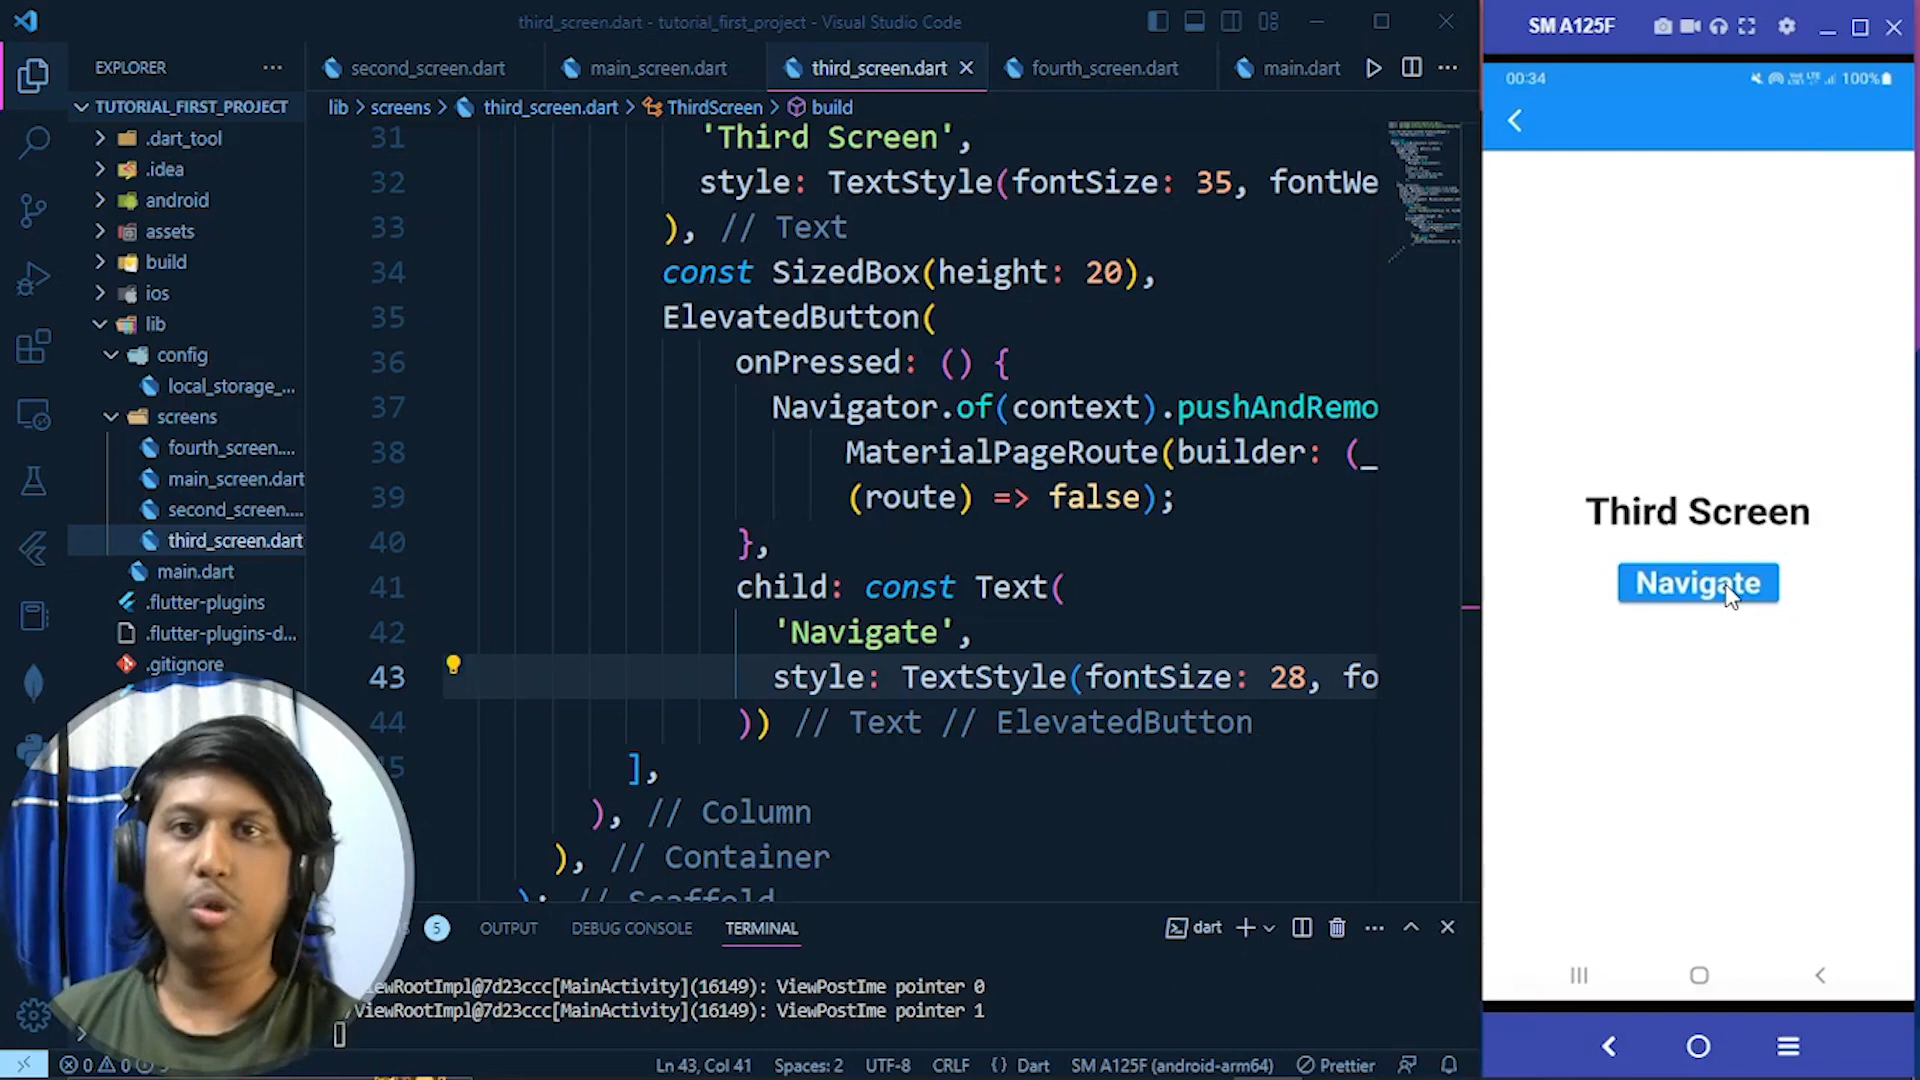 third_screen.dart - tutorial_first_project - Visual Studio Code
SM A125F
EXPLORER
second_screen.dart
main_screen.dart
third_screen.dart
fourth_screen.dart
main.dart
00:34
100%
TUTORIAL_FIRST_PROJECT
lib > screens > third_screen.dart > ThirdScreen > build
.dart_tool
.idea
android
assets
build
ios
lib
config
local_storage_...
screens
fourth_screen....
main_screen.dart
second_screen....
third_screen.dart
main.dart
.flutter-plugins
.flutter-plugins-d...
.gitignore
31 'Third Screen',
32 style: TextStyle(fontSize: 35, fontWe
33 ), // Text
34 const SizedBox(height: 20),
35 ElevatedButton(
36 onPressed: () {
37 Navigator.of(context).pushAndRemo
38 MaterialPageRoute(builder: (_
39 (route) => false);
40 },
41 child: const Text(
42 'Navigate',
43 style: TextStyle(fontSize: 28, fo
44 )) // Text // ElevatedButton
],
), // Column
), // Container
); // Scaffold
Third Screen
Navigate
5
OUTPUT
DEBUG CONSOLE
TERMINAL
dart
ViewRootImpl@7d23ccc[MainActivity](16149): ViewPostIme pointer 0
ViewRootImpl@7d23ccc[MainActivity](16149): ViewPostIme pointer 1
0 0
Ln 43, Col 41
Spaces: 2
UTF-8
CRLF
{ } Dart
SM A125F (android-arm64)
Prettier